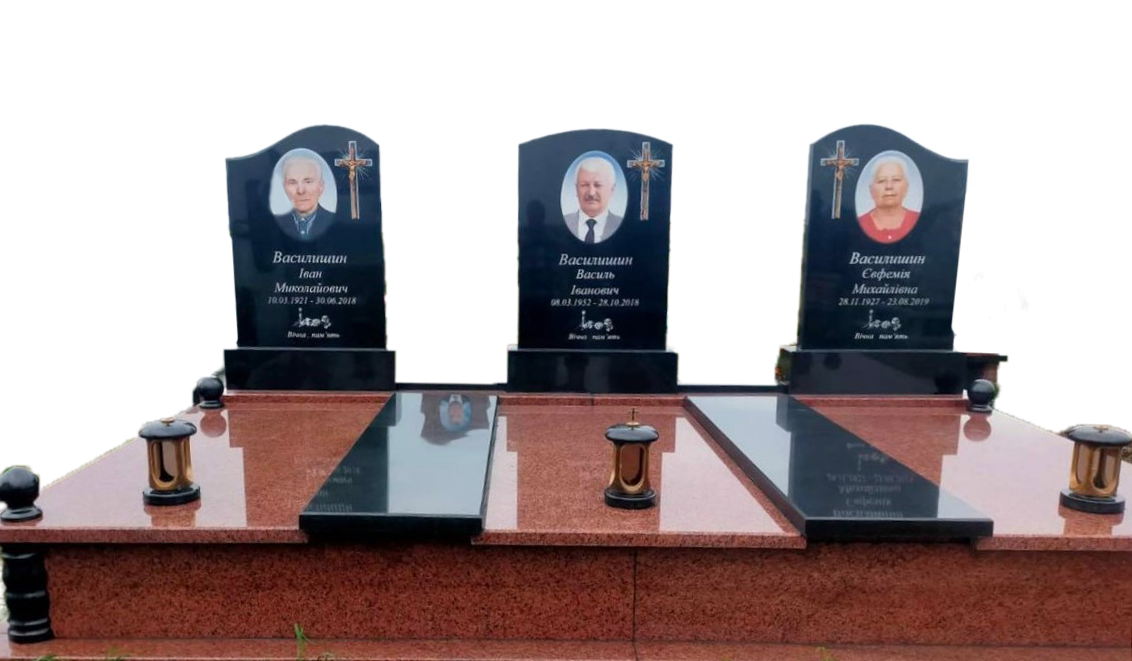 Василишин
Іван
Миколайович
10.03.1921 - 30.06.2018
Вічна пам'ять
Василишин
Василь
Іванович
08.03.1952 - 28.10.2018
Вічна пам'ять
Василишин
Євфемія
Михайлівна
28.11.1927 - 23.08.2019
Вічна пам'ять